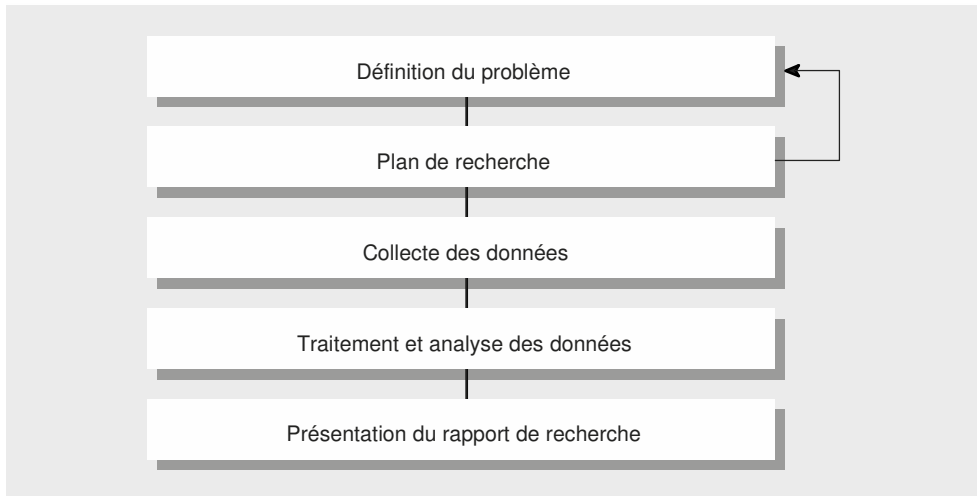 Définition du problème
Plan de recherche
Collecte des données
Traitement et analyse des données
Présentation du rapport de recherche